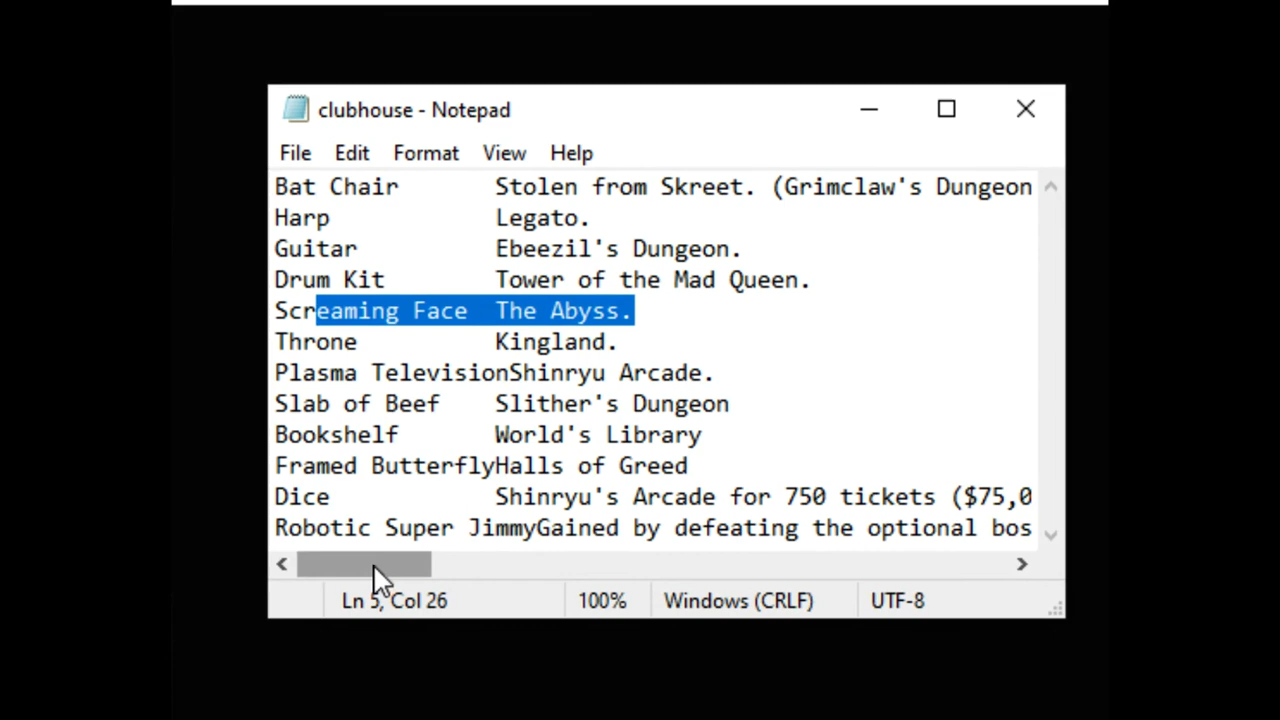 clubhouse - Notepad
File Edit Format View Help
Bat Chair Stolen from Skreet. (Grimclaw's Dungeon
Harp Legato.
Guitar Ebeezil's Dungeon.
Drum Kit Tower of the Mad Queen.
Screaming Face The Abyss.
Throne Kingland.
Plasma TelevisionShinryu Arcade.
Slab of Beef Slither's Dungeon
Bookshelf World's Library
Framed ButterflyHalls of Greed
Dice Shinryu's Arcade for 750 tickets ($75,0
Robotic Super JimmyGained by defeating the optional bos
Ln 5, Col 26 100% Windows (CRLF) UTF-8